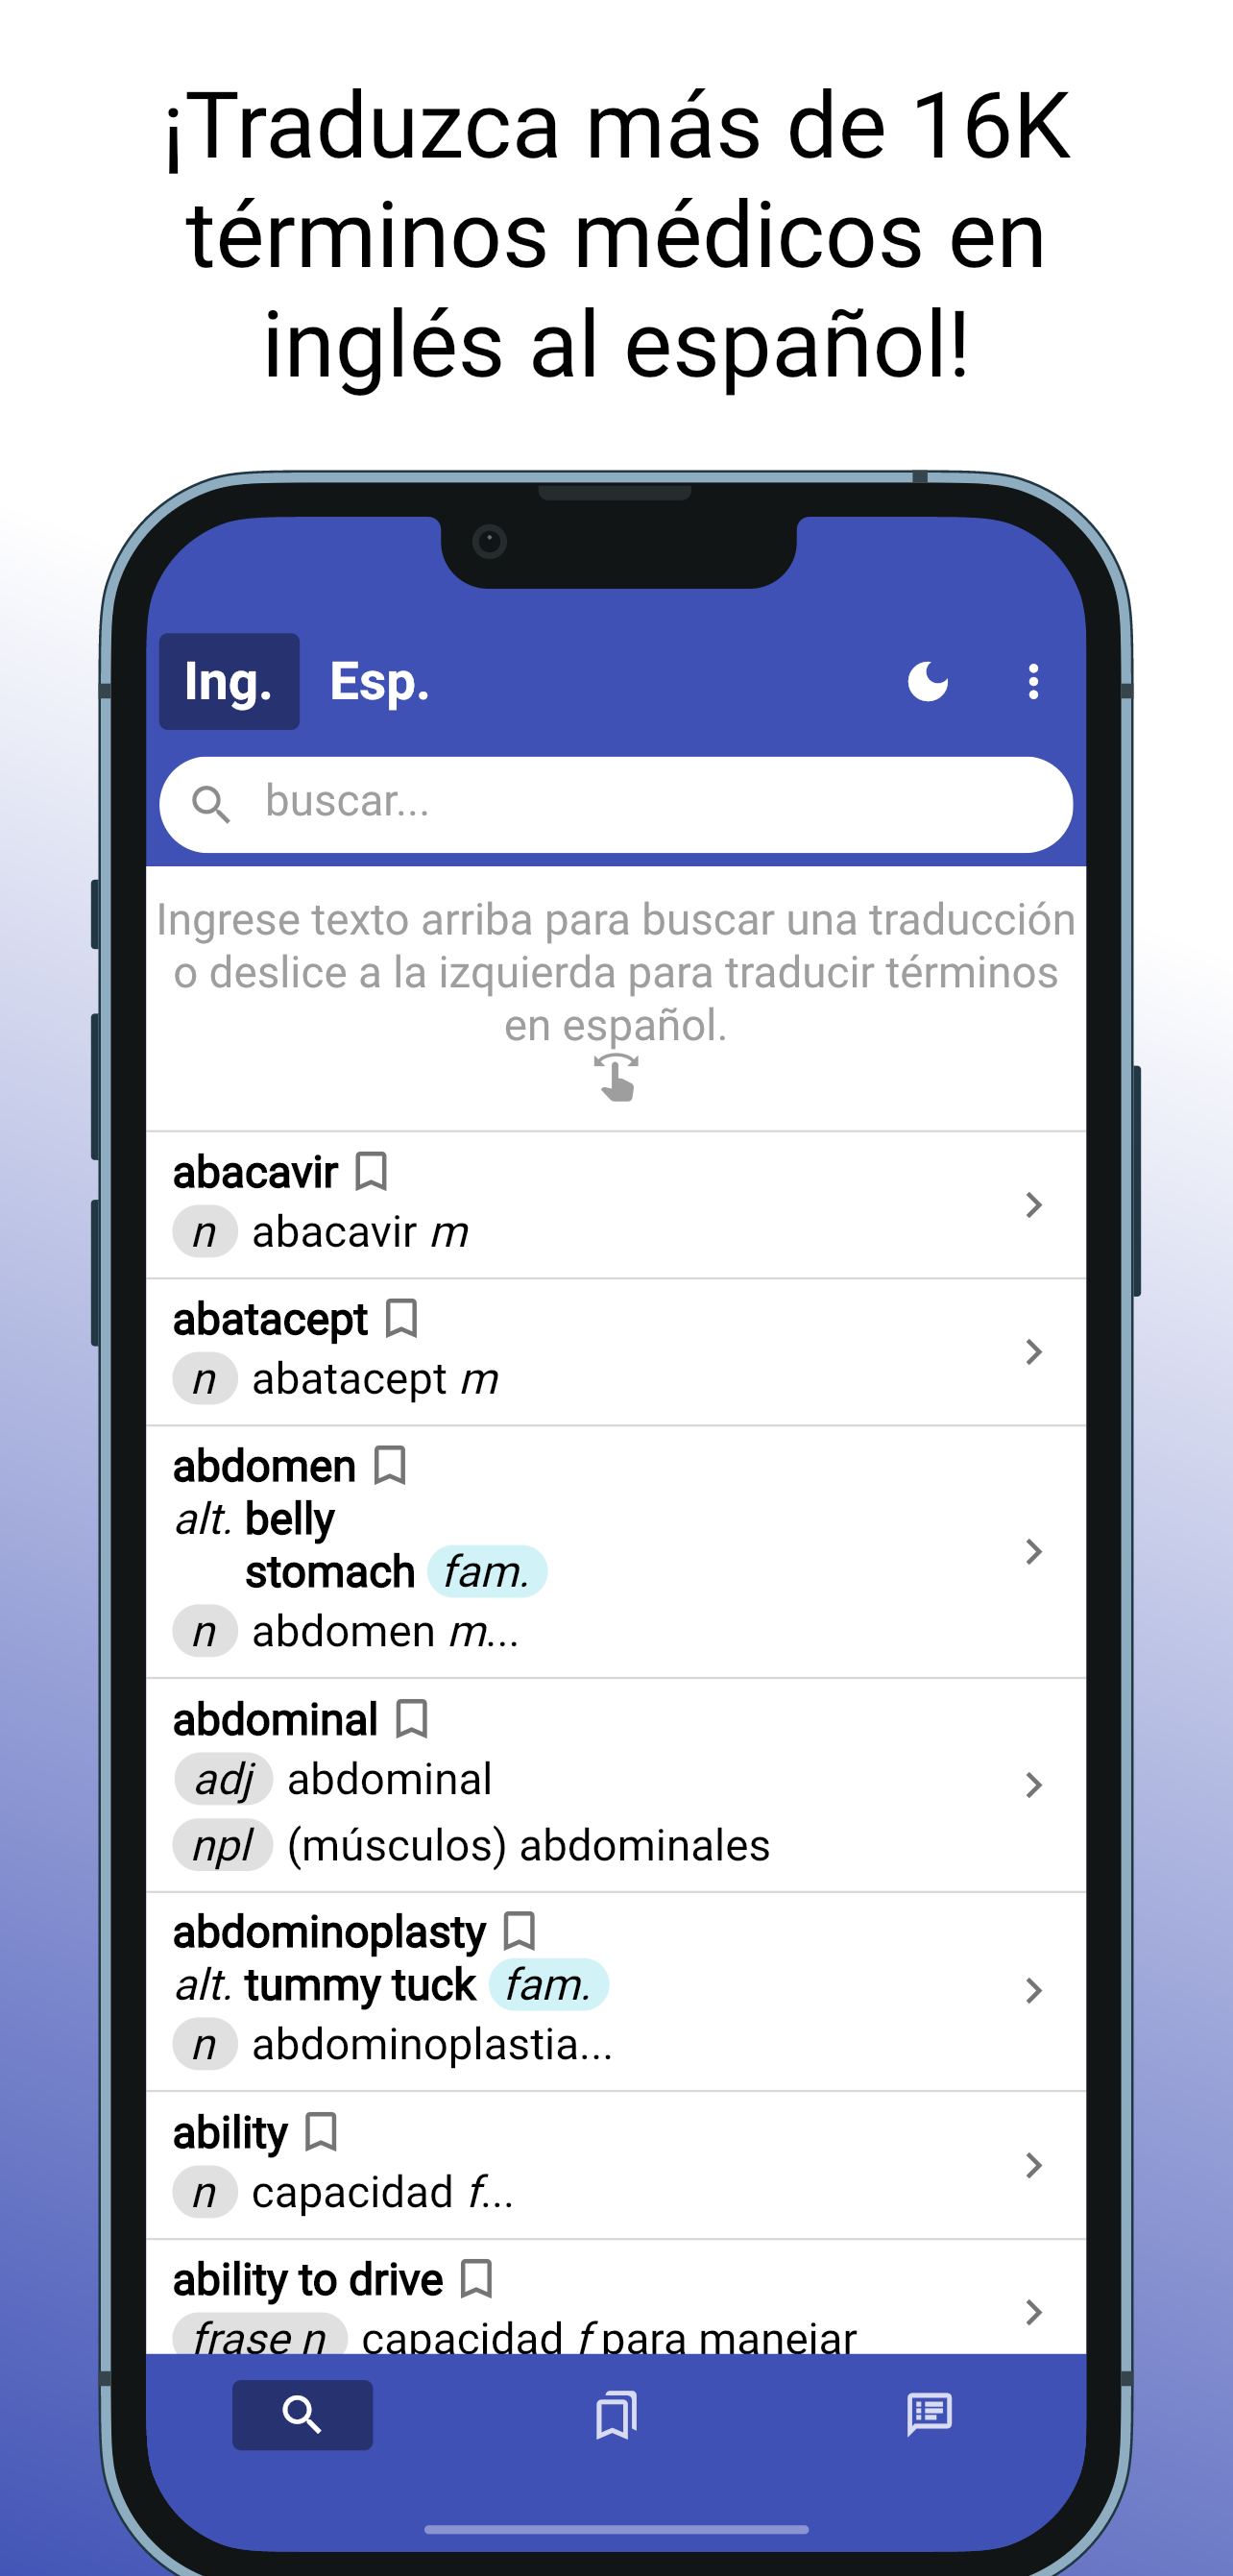 ¡Traduzca más de 16K
términos médicos en
inglés al español!
Ing. Esp.
buscar...
Ingrese texto arriba para buscar una traducción
o deslice a la izquierda para traducir términos
en español.
abacavir
n abacavir m
abatacept
n abatacept m
abdomen
alt. belly
stomach fam.
n abdomen m...
abdominal
adj abdominal
npl (músculos) abdominales
abdominoplasty
alt. tummy tuck fam.
n abdominoplastia...
ability
n capacidad f...
ability to drive
frase n capacidad f para manejar